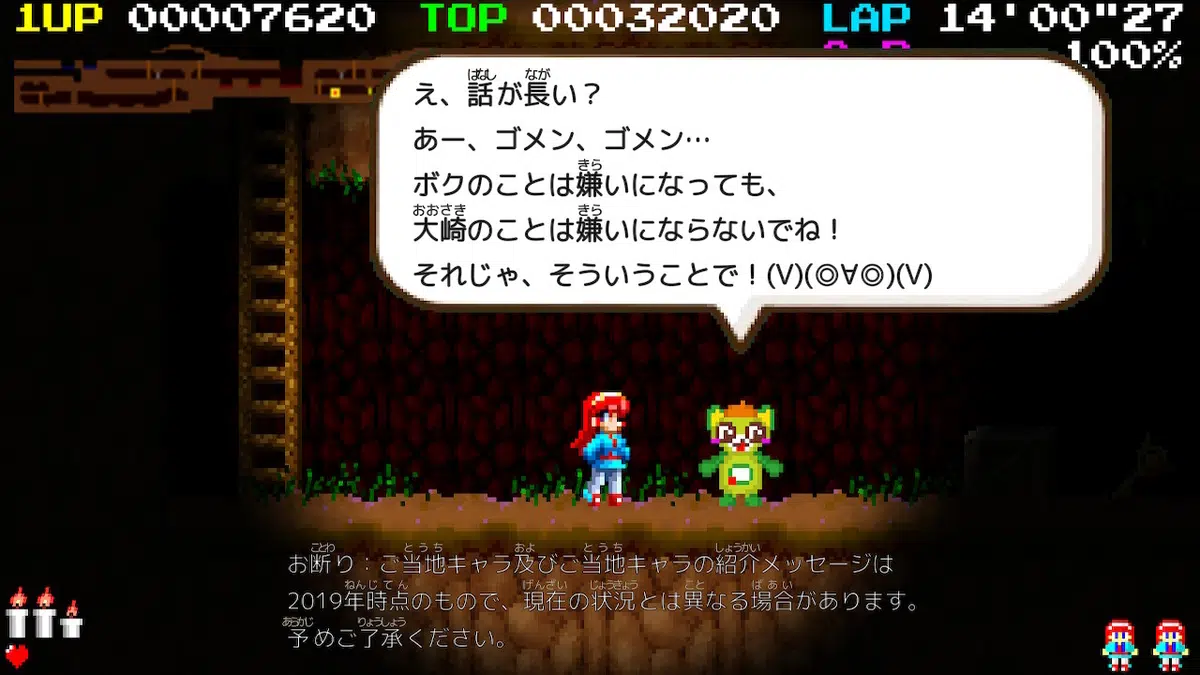 1UP 00007620 TOP 00032020 LAP 14'00"27
100%
え、話が長い？
あー、ゴメン、ゴメン…
ボクのことは嫌いになっても、
大崎のことは嫌いにならないでね！
それじゃ、そういうことで！(V)(◎∀◎)(V)
お断り：ご当地キャラ及びご当地キャラの紹介メッセージは
2019年時点のもので、現在の状況とは異なる場合があります。
予めご了承ください。